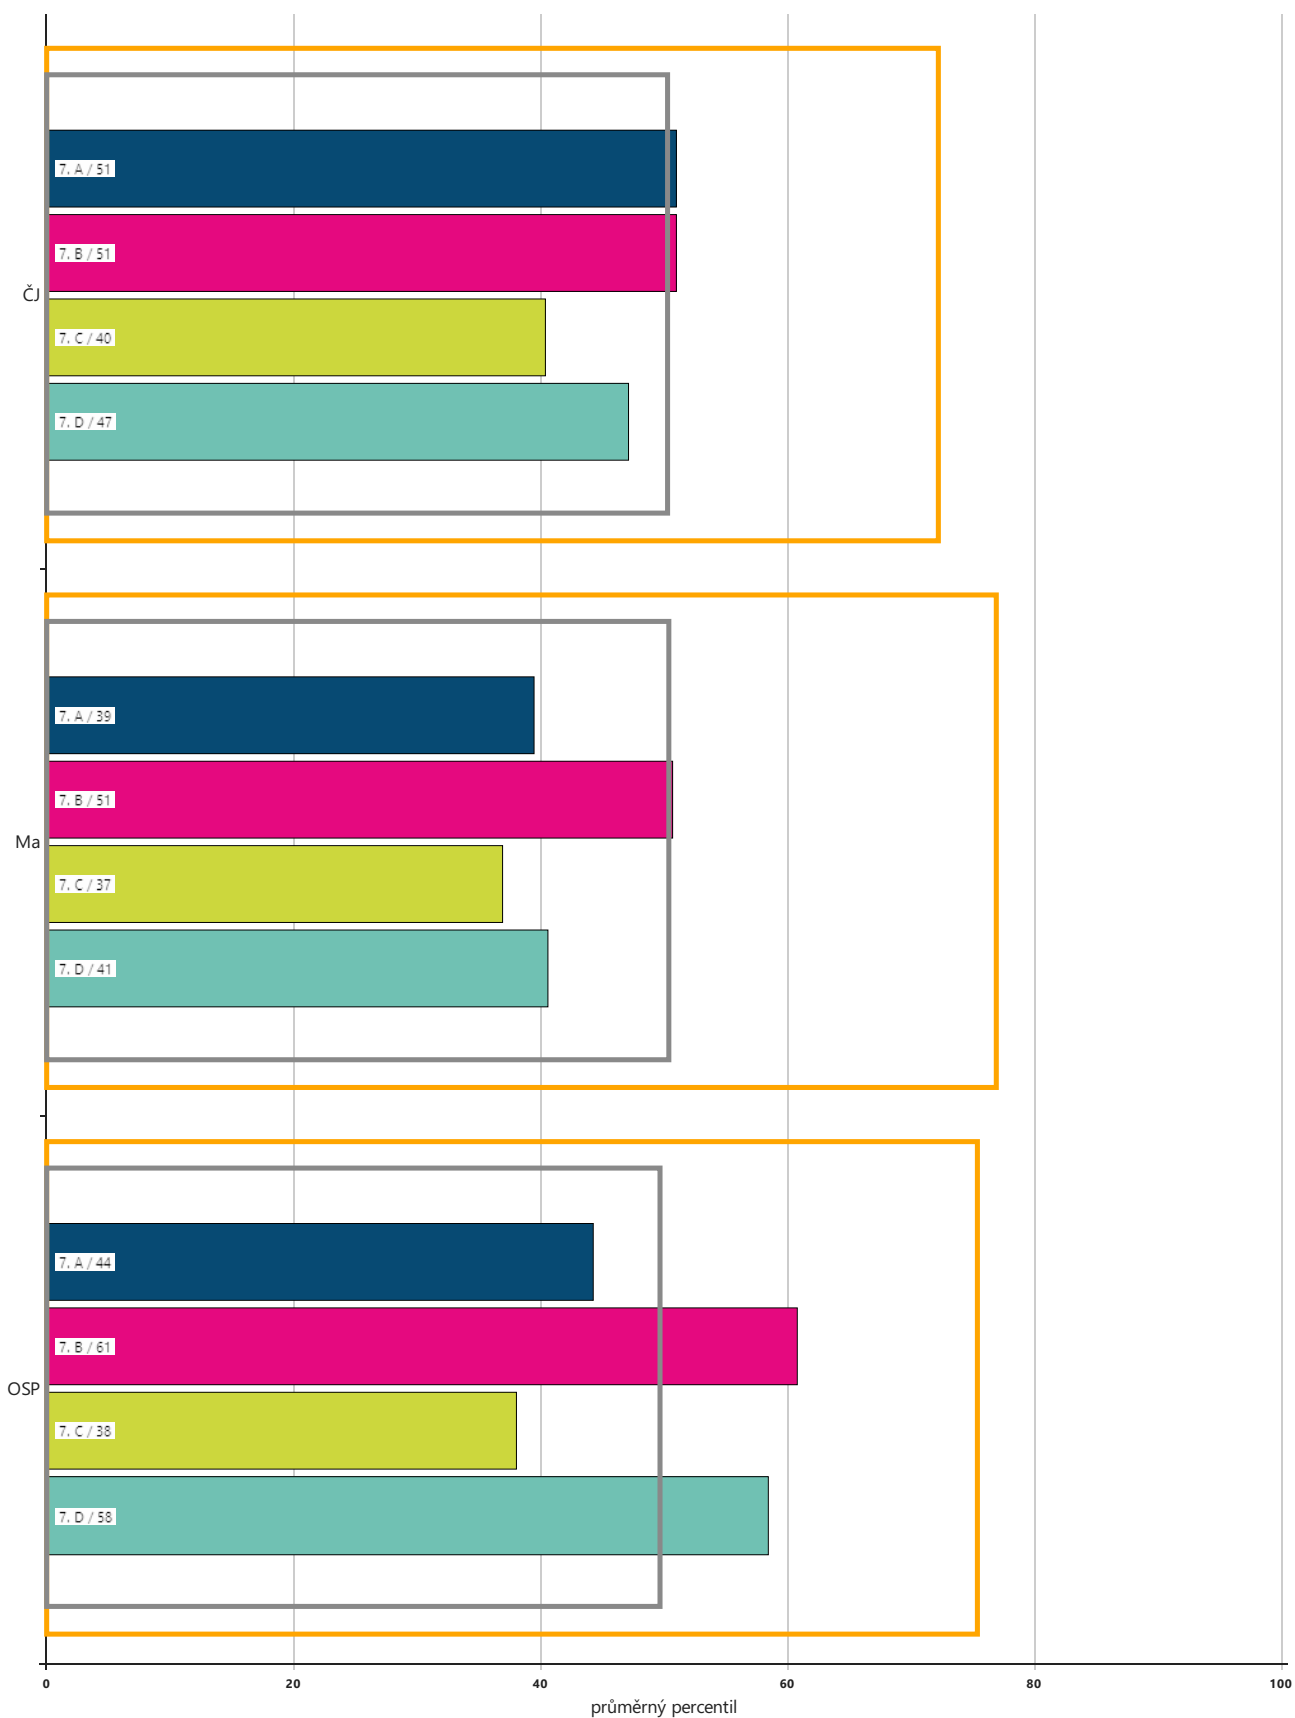 ČJ
7. A / 51
7. B / 51
7. C / 40
7. D / 47
Ma
7. A / 39
7. B / 51
7. C / 37
7. D / 41
OSP
7. A / 44
7. B / 61
7. C / 38
7. D / 58
0 20 40 60 80 100
průměrný percentil